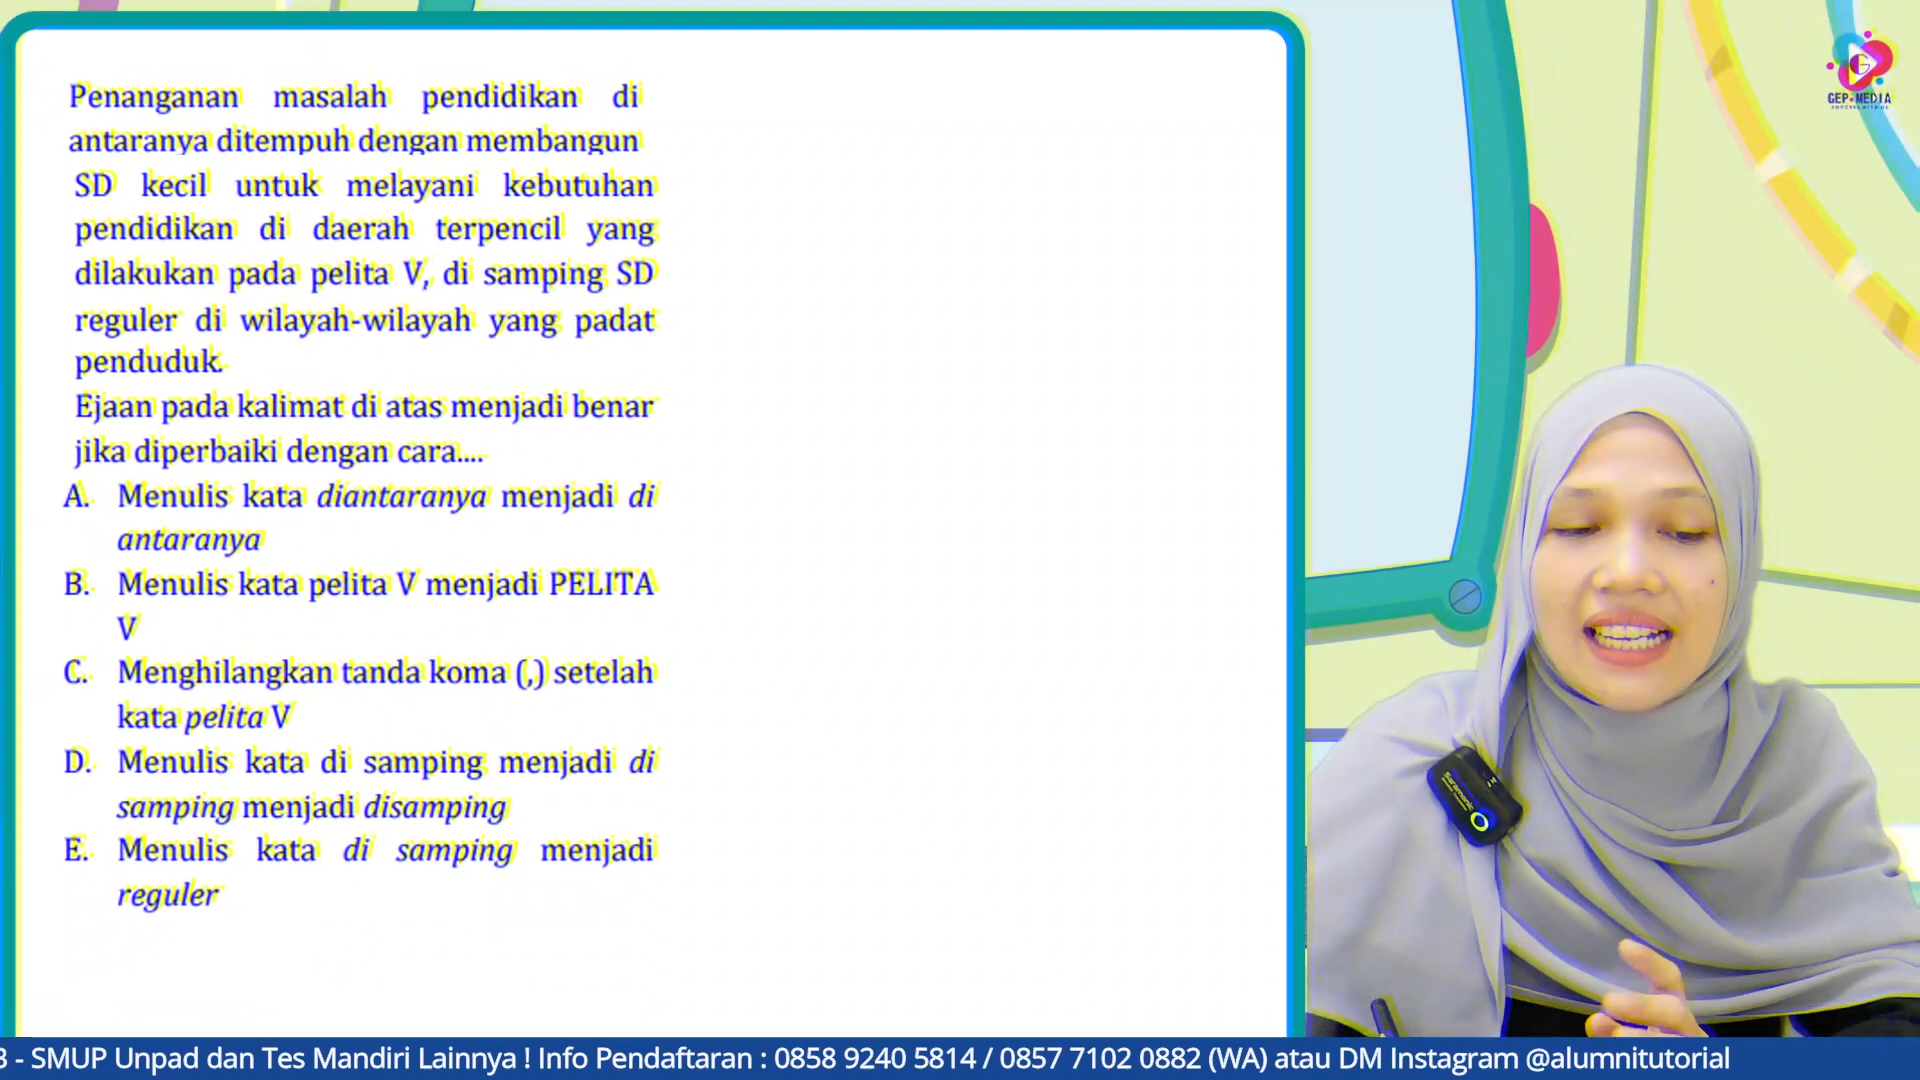 Penanganan masalah pendidikan di
antaranya ditempuh dengan membangun
SD kecil untuk melayani kebutuhan
pendidikan di daerah terpencil yang
dilakukan pada pelita V, di samping SD
reguler di wilayah-wilayah yang padat
penduduk.
Ejaan pada kalimat di atas menjadi benar
jika diperbaiki dengan cara....
A. Menulis kata diantaranya menjadi di
antaranya
B. Menulis kata pelita V menjadi PELITA
V
C. Menghilangkan tanda koma (,) setelah
kata pelita V
D. Menulis kata di samping menjadi di
samping menjadi disamping
E. Menulis kata di samping menjadi
reguler
G
GEP MEDIA
Saramonic
- SMUP Unpad dan Tes Mandiri Lainnya ! Info Pendaftaran : 0858 9240 5814 / 0857 7102 0882 (WA) atau DM Instagram @alumnitutorial